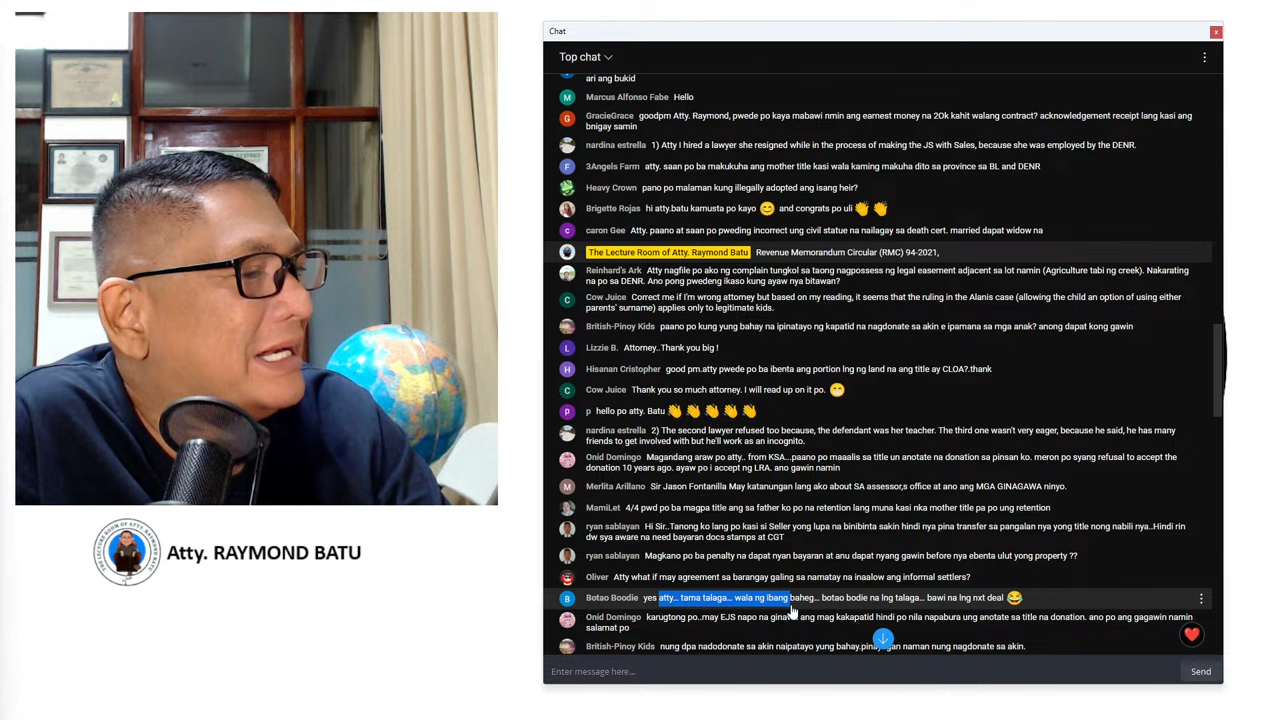 Chat
x
Top chat
ari ang bukid
M Marcus Alfonso Fabe Hello
G GracieGrace goodpm Atty. Raymond, pwede po kaya mabawi nmin ang earnest money na 2Ok kahit walang contract? acknowledgement receipt lang kasi ang
bnigay samin
nardina estrella 1) Atty I hired a lawyer she resigned while in the process of making the JS with Sales, because she was employed by the DENR.
F 3Angels Farm atty. saan po ba makukuha ang mother title kasi wala kaming makuha dito sa province sa BL and DENR
Heavy Crown pano po malaman kung illegally adopted ang isang heir?
Brigette Rojas hi atty.batu kamusta po kayo 😊 and congrats po uli 👏 👏
c caron Gee Atty. paano at saan po pweding incorrect ung civil statue na nailagay sa death cert. married dapat widow na
The Lecture Room of Atty. Raymond Batu Revenue Memorandum Circular (RMC) 94-2021,
Reinhard's Ark Atty nagfile po ako ng complain tungkol sa taong nagpossess ng legal easement adjacent sa lot namin (Agriculture tabi ng creek). Nakarating
na po sa DENR. Ano pong pwedeng ikaso kung ayaw nya bitawan?
C Cow Juice Correct me if I'm wrong attorney but based on my reading, it seems that the ruling in the Alanis case (allowing the child an option of using either
parents' surname) applies only to legitimate kids.
British-Pinoy Kids paano po kung yung bahay na ipinatayo ng kapatid na nagdonate sa akin e ipamana sa mga anak? anong dapat kong gawin
L Lizzie B. Attorney..Thank you big !
H Hisanan Cristopher good pm.atty pwede po ba ibenta ang portion lng ng land na ang title ay CLOA?.thank
C Cow Juice Thank you so much attorney. I will read up on it po. 😁
p p hello po atty. Batu 👏 👏 👏 👏 👏
nardina estrella 2) The second lawyer refused too because, the defendant was her teacher. The third one wasn't very eager, because he said, he has many
friends to get involved with but he'll work as an incognito.
Onid Domingo Magandang araw po atty.. from KSA...paano po maaalis sa title un anotate na donation sa pinsan ko. meron po syang refusal to accept the
donation 10 years ago. ayaw po i accept ng LRA. ano gawin namin
M Merlita Arillano Sir Jason Fontanilla May katanungan lang ako about SA assessor,s office at ano ang MGA GINAGAWA ninyo.
MamiLet 4/4 pwd po ba magpa title ang sa father ko po na retention lang muna kasi nka mother title pa po ung retention
ryan sablayan Hi Sir..Tanong ko lang po kasi si Seller yong lupa na binibinta sakin hindi nya pina transfer sa pangalan nya yong title nong nabili nya..Hindi rin
dw sya aware na need bayaran docs stamps at CGT
ryan sablayan Magkano po ba penalty na dapat nyan bayaran at anu dapat nyang gawin before nya ebenta ulut yong property ??
Oliver Atty what if may agreement sa barangay galing sa namatay na inaalow ang informal settlers?
B Botao Boodie yes atty... tama talaga... wala ng ibang baheg... botao bodie na lng talaga... bawi na lng nxt deal 😂
Onid Domingo karugtong po..may EJS napo na ang mag kakapatid hindi po nila napabura ung anotate sa title na donation. ano po ang gagawin namin
salamat po
British-Pinoy Kids nung dpa nadodonate sa akin naipatayo yung bahay. naman nung nagdonate sa akin.
Enter message here...
Send
THE LECTURE ROOM OF ATTY. RAYMOND BATU
Atty. RAYMOND BATU